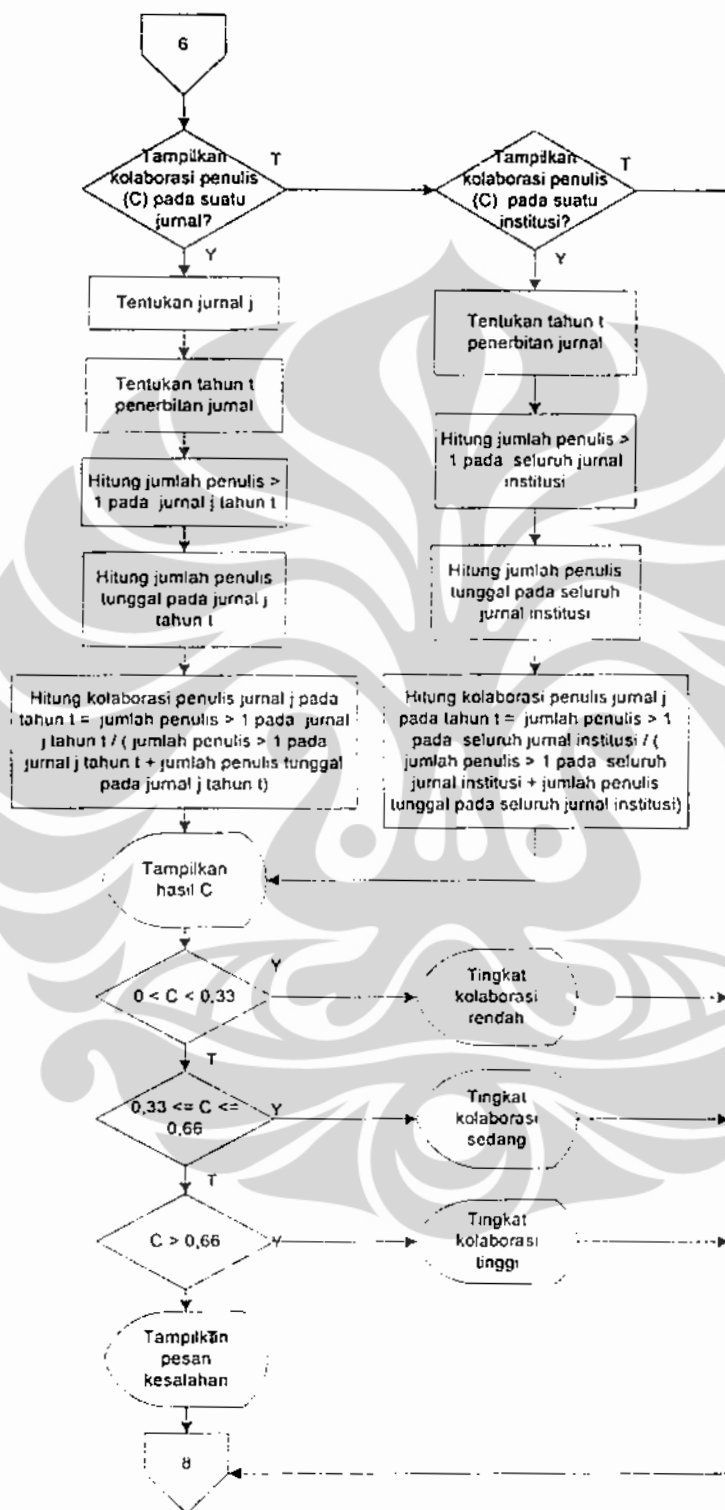 6
Tampilkan
kolaborasi penulis
(C) pada suatu
jurnal?
T
Y
Tampilkan
kolaborasi penulis
(C) pada suatu
institusi?
T
Y
Tentukan jurnal j
Tentukan tahun t
penerbitan jurnal
Hitung jumlah penulis >
1 pada jurnal j tahun t
Hitung jumlah penulis
tunggal pada jurnal j
tahun t
Hitung kolaborasi penulis jurnal j pada
tahun t = jumlah penulis > 1 pada jurnal
j tahun t / ( jumlah penulis > 1 pada
jurnal j tahun t + jumlah penulis tunggal
pada jurnal j tahun t)
Tentukan tahun t
penerbitan jurnal
Hitung jumlah penulis >
1 pada seluruh jurnal
institusi
Hitung jumlah penulis
tunggal pada seluruh
jurnal institusi
Hitung kolaborasi penulis jurnal j
pada tahun t = jumlah penulis > 1
pada seluruh jurnal institusi / (
jumlah penulis > 1 pada seluruh
jurnal institusi + jumlah penulis
tunggal pada seluruh jurnal institusi)
Tampilkan
hasil C
0 < C < 0,33
Y
T
Tingkat
kolaborasi
rendah
0,33 <= C <=
0,66
Y
T
Tingkat
kolaborasi
sedang
C > 0,66
Y
T
Tingkat
kolaborasi
tinggi
Tampilkan
pesan
kesalahan
8